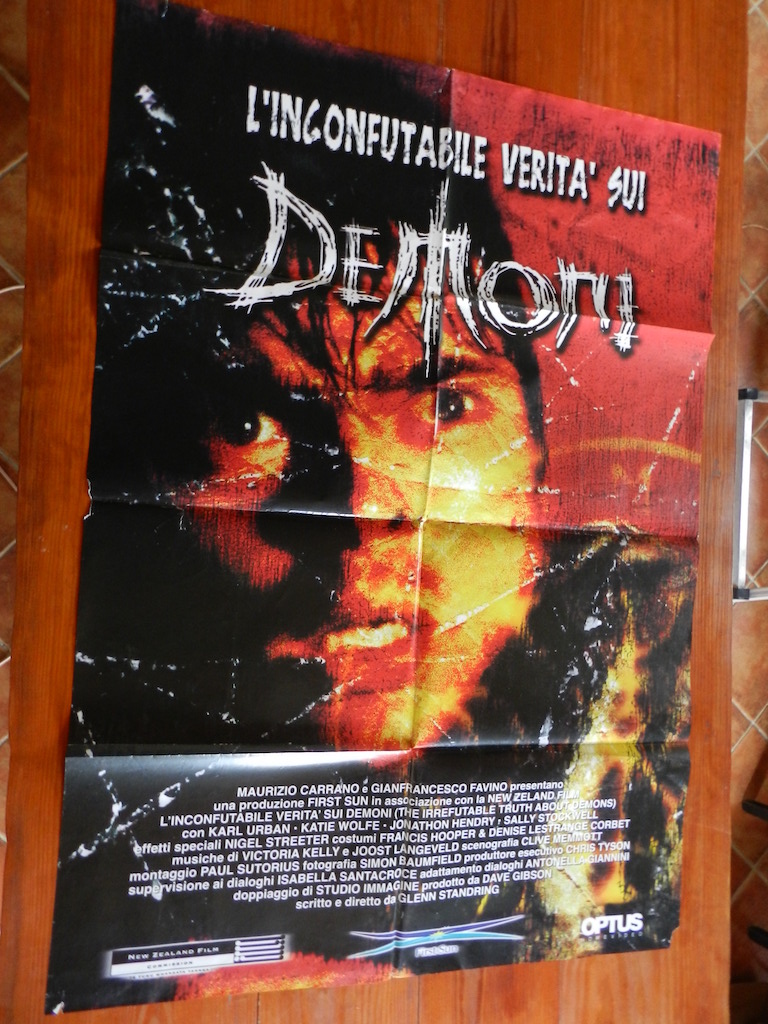 L'INCONFUTABILE VERITA' SUI
DEMONI
MAURIZIO CARRANO e GIANFRANCESCO FAVINO presentano
una produzione FIRST SUN in associazione con la NEW ZELAND FILM
L'INCONFUTABILE VERITA' SUI DEMONI (THE IRREFUTABLE TRUTH ABOUT DEMONS)
con KARL URBAN - KATIE WOLFE - JONATHON HENDRY - SALLY STOCKWELL
effetti speciali NIGEL STREETER costumi FRANCIS HOOPER & DENISE LESTRANGE CORBET
musiche di VICTORIA KELLY e JOOST LANGEVELD scenografia CLIVE MEMMOTT
montaggio PAUL SUTORIUS fotografia SIMON BAUMFIELD produttore esecutivo CHRIS TYSON
supervisione ai dialoghi ISABELLA SANTACROCE adattamento dialoghi ANTONELLA GIANNINI
doppiaggio di STUDIO IMMAGINE prodotto da DAVE GIBSON
scritto e diretto da GLENN STANDRING
NEW ZEALAND FILM
COMMISSION
First Sun
OPTUS